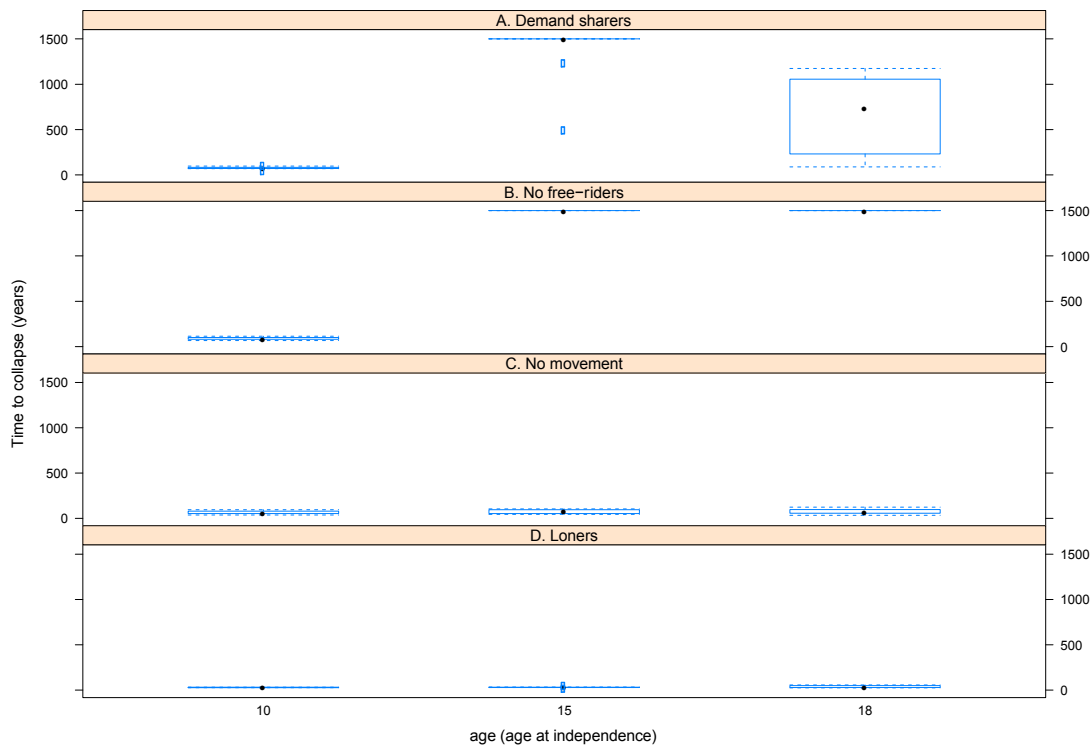 A. Demand sharers
1500
1000
500
0
B. No free−riders
1500
1000
500
0
C. No movement
1500
1000
500
0
D. Loners
1500
1000
500
0
10 15 18
age (age at independence)
Time to collapse (years)